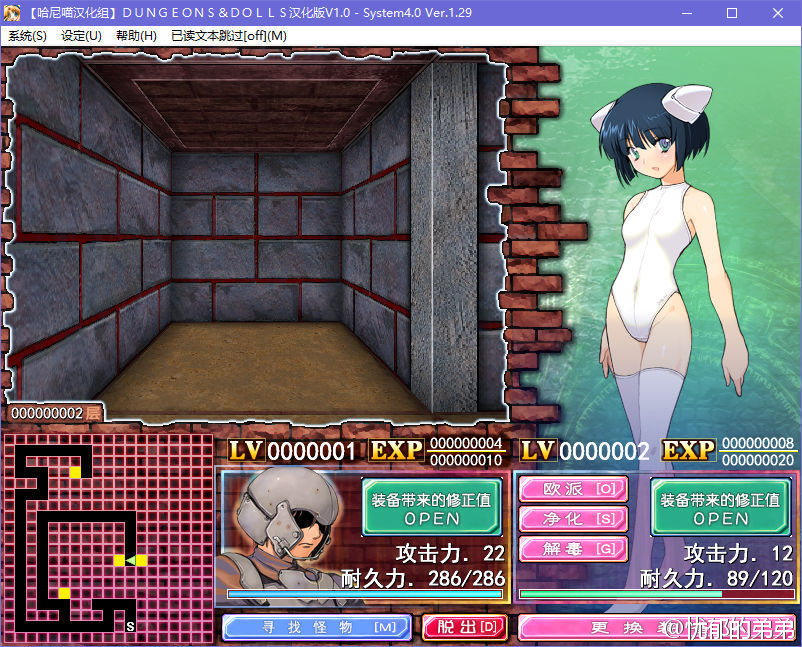 【哈尼喵汉化组】ＤＵＮＧＥＯＮＳ＆ＤＯＬＬＳ汉化版V1.0 - System4.0 Ver.1.29
系统(S) 设定(U) 帮助(H) 已读文本跳过[off](M)
000000002 层
LV 0000001 EXP 000000004
000000010
LV 0000002 EXP 000000008
000000020
装备带来的修正值
OPEN
攻击力. 22
耐久力. 286/286
欧派 [O]
净化 [S]
解毒 [G]
装备带来的修正值
OPEN
攻击力. 12
耐久力. 89/120
S
寻找怪物 [M]
脱出[D]
更换
@忧郁的弟弟